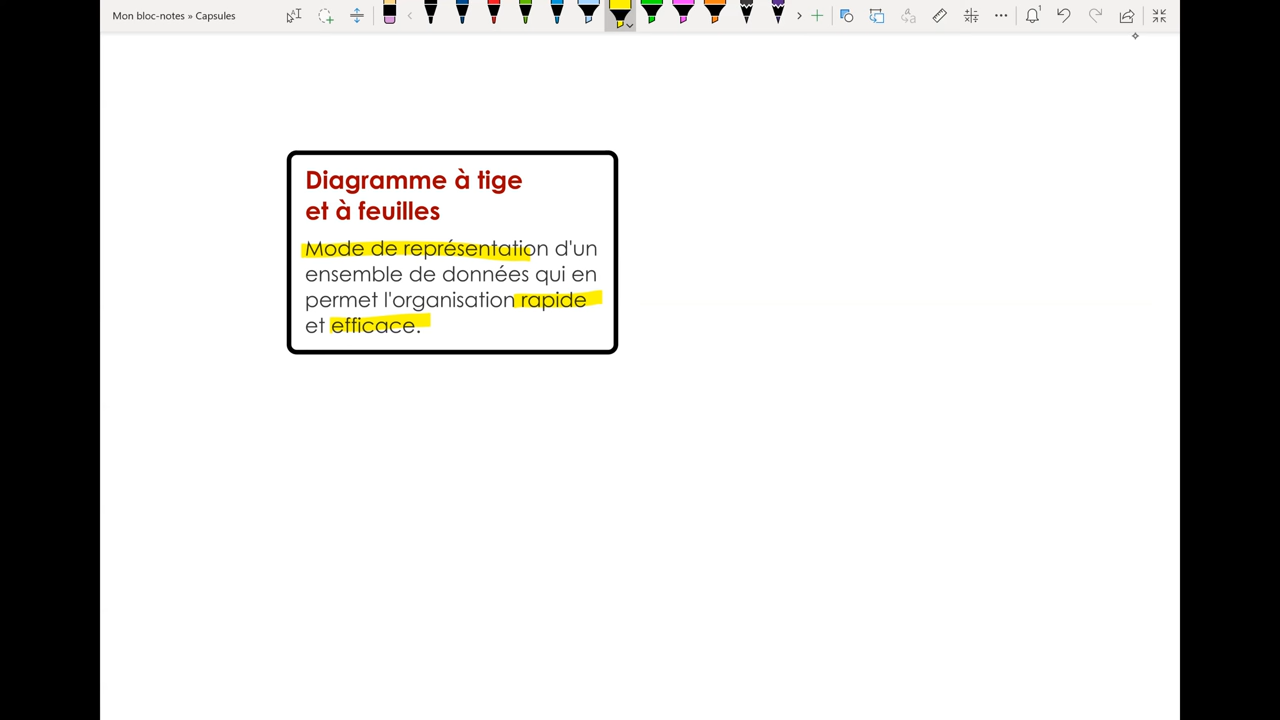 Mon bloc-notes » Capsules
Diagramme à tige
et à feuilles
Mode de représentation d'un
ensemble de données qui en
permet l'organisation rapide
et efficace.